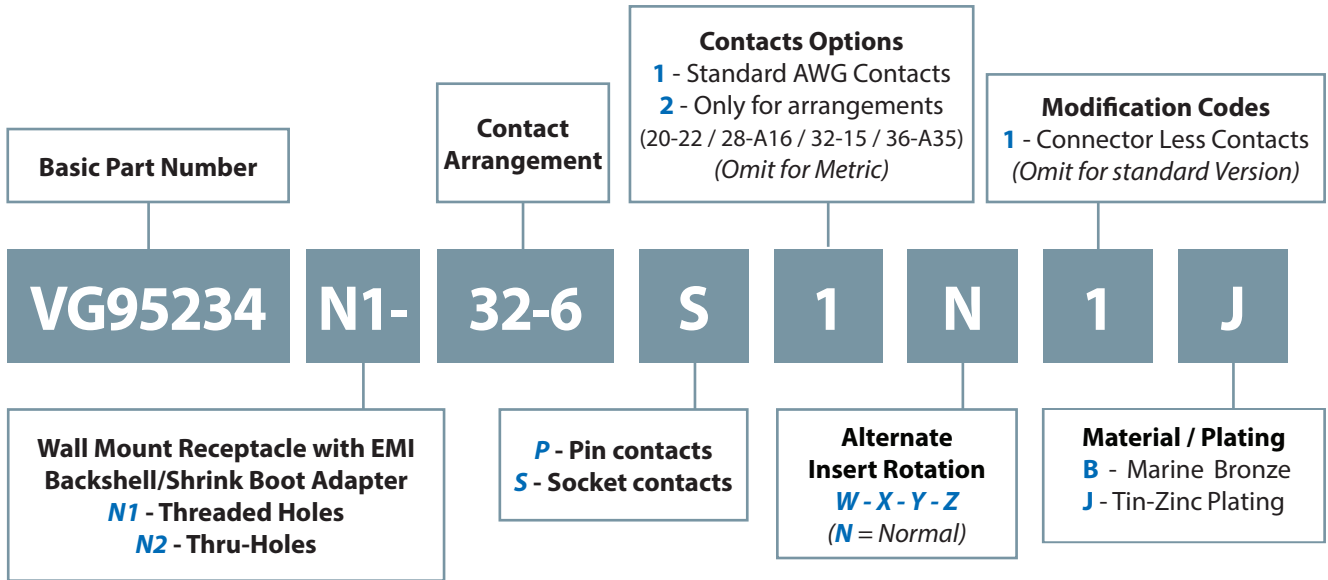 Basic Part Number
Contact
Arrangement
Contacts Options
1 - Standard AWG Contacts
2 - Only for arrangements
(20-22 / 28-A16 / 32-15 / 36-A35)
(Omit for Metric)
Modification Codes
1 - Connector Less Contacts
(Omit for standard Version)
VG95234 N1- 32-6 S 1 N 1 J
Wall Mount Receptacle with EMI
Backshell/Shrink Boot Adapter
N1 - Threaded Holes
N2 - Thru-Holes
P - Pin contacts
S - Socket contacts
Alternate
Insert Rotation
W - X - Y - Z
(N = Normal)
Material / Plating
B - Marine Bronze
J - Tin-Zinc Plating